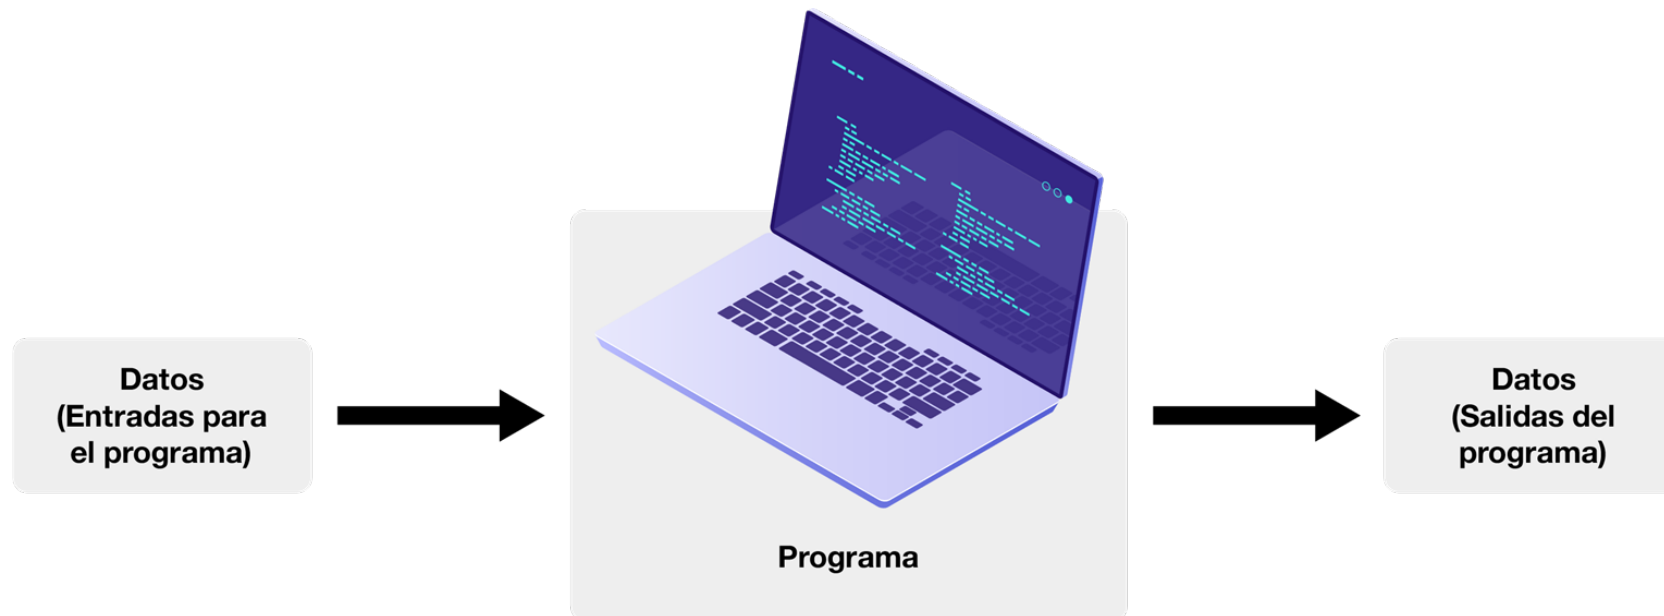 Datos
(Entradas para
el programa)
Programa
Datos
(Salidas del
programa)